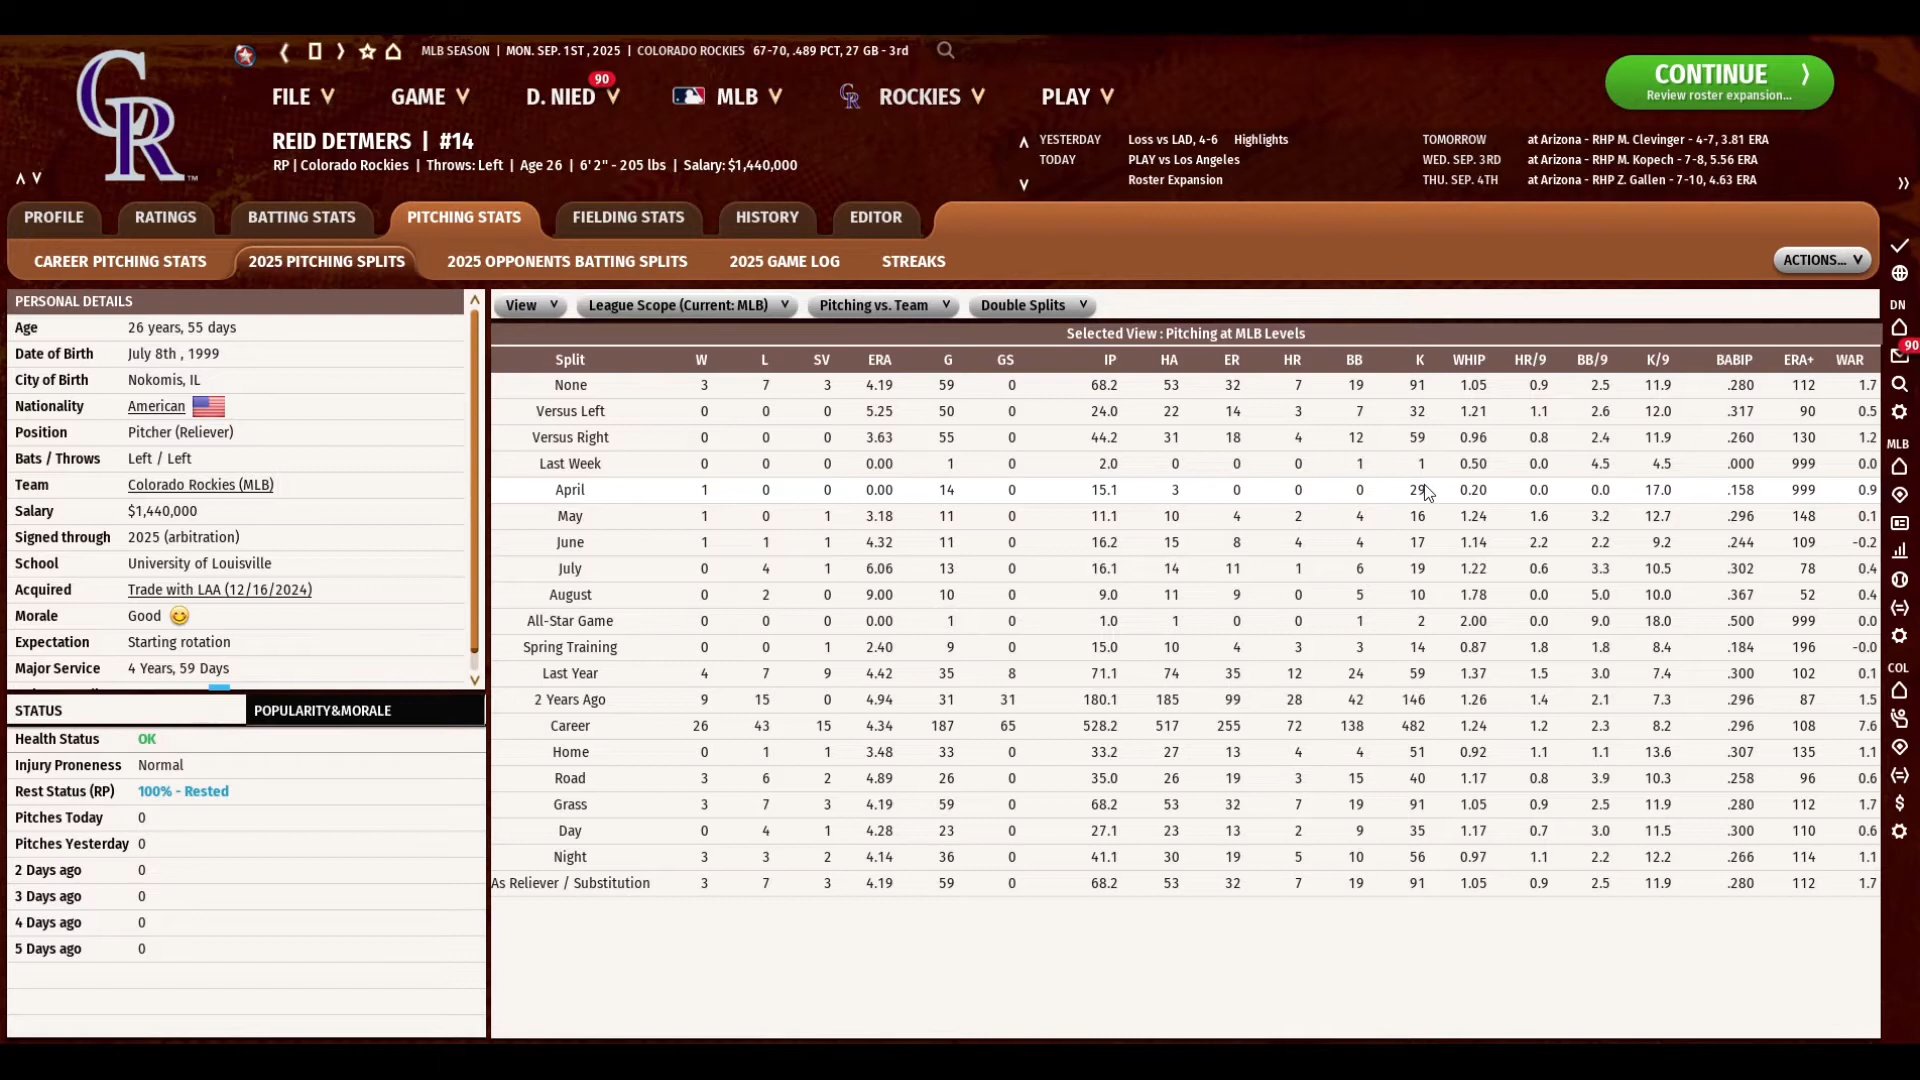 MLB SEASON | MON. SEP. 1ST , 2025 | COLORADO ROCKIES 67-70, .489 PCT, 27 GB - 3rd
FILE GAME D. NIED 90 MLB ROCKIES PLAY
CONTINUE
Review roster expansion...
REID DETMERS | #14
RP | Colorado Rockies | Throws: Left | Age 26 | 6' 2" - 205 lbs | Salary: $1,440,000
YESTERDAY Loss vs LAD, 4-6 Highlights
TODAY PLAY vs Los Angeles
Roster Expansion
TOMORROW at Arizona - RHP M. Clevinger - 4-7, 3.81 ERA
WED. SEP. 3RD at Arizona - RHP M. Kopech - 7-8, 5.56 ERA
THU. SEP. 4TH at Arizona - RHP Z. Gallen - 7-10, 4.63 ERA
CR TM
PROFILE RATINGS BATTING STATS PITCHING STATS FIELDING STATS HISTORY EDITOR
CAREER PITCHING STATS 2025 PITCHING SPLITS 2025 OPPONENTS BATTING SPLITS 2025 GAME LOG STREAKS ACTIONS...
PERSONAL DETAILS
Age 26 years, 55 days
Date of Birth July 8th , 1999
City of Birth Nokomis, IL
Nationality American
Position Pitcher (Reliever)
Bats / Throws Left / Left
Team Colorado Rockies (MLB)
Salary $1,440,000
Signed through 2025 (arbitration)
School University of Louisville
Acquired Trade with LAA (12/16/2024)
Morale Good
Expectation Starting rotation
Major Service 4 Years, 59 Days
STATUS POPULARITY&MORALE
Health Status OK
Injury Proneness Normal
Rest Status (RP) 100% - Rested
Pitches Today 0
Pitches Yesterday 0
2 Days ago 0
3 Days ago 0
4 Days ago 0
5 Days ago 0
View League Scope (Current: MLB) Pitching vs. Team Double Splits
Selected View : Pitching at MLB Levels
Split W L SV ERA G GS IP HA ER HR BB K WHIP HR/9 BB/9 K/9 BABIP ERA+ WAR
None 3 7 3 4.19 59 0 68.2 53 32 7 19 91 1.05 0.9 2.5 11.9 .280 112 1.7
Versus Left 0 0 0 5.25 50 0 24.0 22 14 3 7 32 1.21 1.1 2.6 12.0 .317 90 0.5
Versus Right 0 0 0 3.63 55 0 44.2 31 18 4 12 59 0.96 0.8 2.4 11.9 .260 130 1.2
Last Week 0 0 0 0.00 1 0 2.0 0 0 0 1 1 0.50 0.0 4.5 4.5 .000 999 0.0
April 1 0 0 0.00 14 0 15.1 3 0 0 0 29 0.20 0.0 0.0 17.0 .158 999 0.9
May 1 0 1 3.18 11 0 11.1 10 4 2 4 16 1.24 1.6 3.2 12.7 .296 148 0.1
June 1 1 1 4.32 11 0 16.2 15 8 4 4 17 1.14 2.2 2.2 9.2 .244 109 -0.2
July 0 4 1 6.06 13 0 16.1 14 11 1 6 19 1.22 0.6 3.3 10.5 .302 78 0.4
August 0 2 0 9.00 10 0 9.0 11 9 0 5 10 1.78 0.0 5.0 10.0 .367 52 0.4
All-Star Game 0 0 0 0.00 1 0 1.0 1 0 0 1 2 2.00 0.0 9.0 18.0 .500 999 0.0
Spring Training 0 0 1 2.40 9 0 15.0 10 4 3 3 14 0.87 1.8 1.8 8.4 .184 196 -0.0
Last Year 4 7 9 4.42 35 8 71.1 74 35 12 24 59 1.37 1.5 3.0 7.4 .300 102 0.1
2 Years Ago 9 15 0 4.94 31 31 180.1 185 99 28 42 146 1.26 1.4 2.1 7.3 .296 87 1.5
Career 26 43 15 4.34 187 65 528.2 517 255 72 138 482 1.24 1.2 2.3 8.2 .296 108 7.6
Home 0 1 1 3.48 33 0 33.2 27 13 4 4 51 0.92 1.1 1.1 13.6 .307 135 1.1
Road 3 6 2 4.89 26 0 35.0 26 19 3 15 40 1.17 0.8 3.9 10.3 .258 96 0.6
Grass 3 7 3 4.19 59 0 68.2 53 32 7 19 91 1.05 0.9 2.5 11.9 .280 112 1.7
Day 0 4 1 4.28 23 0 27.1 23 13 2 9 35 1.17 0.7 3.0 11.5 .300 110 0.6
Night 3 3 2 4.14 36 0 41.1 30 19 5 10 56 0.97 1.1 2.2 12.2 .266 114 1.1
As Reliever / Substitution 3 7 3 4.19 59 0 68.2 53 32 7 19 91 1.05 0.9 2.5 11.9 .280 112 1.7
DN
90
MLB
COL